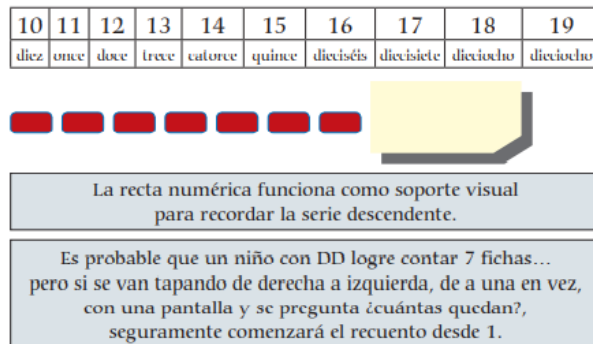 10 11 12 13 14 15 16 17 18 19
diez once doce trece catorce quince dieciséis diecisiete dieciocho dieciocho
La recta numérica funciona como soporte visual
para recordar la serie descendente.
Es probable que un niño con DD logre contar 7 fichas…
pero si se van tapando de derecha a izquierda, de a una en vez,
con una pantalla y se pregunta ¿cuántas quedan?,
seguramente comenzará el recuento desde 1.